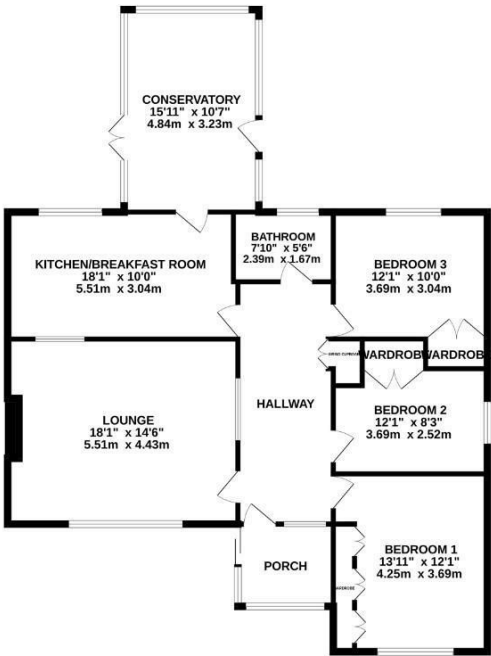 CONSERVATORY
15'11" x 10'7"
4.84m x 3.23m
KITCHEN/BREAKFAST ROOM
18'1" x 10'0"
5.51m x 3.04m
BATHROOM
7'10" x 5'6"
2.39m x 1.67m
BEDROOM 3
12'1" x 10'0"
3.69m x 3.04m
WARDROB
WARDROB
HALLWAY
LOUNGE
18'1" x 14'6"
5.51m x 4.43m
BEDROOM 2
12'1" x 8'3"
3.69m x 2.52m
PORCH
BEDROOM 1
13'11" x 12'1"
4.25m x 3.69m